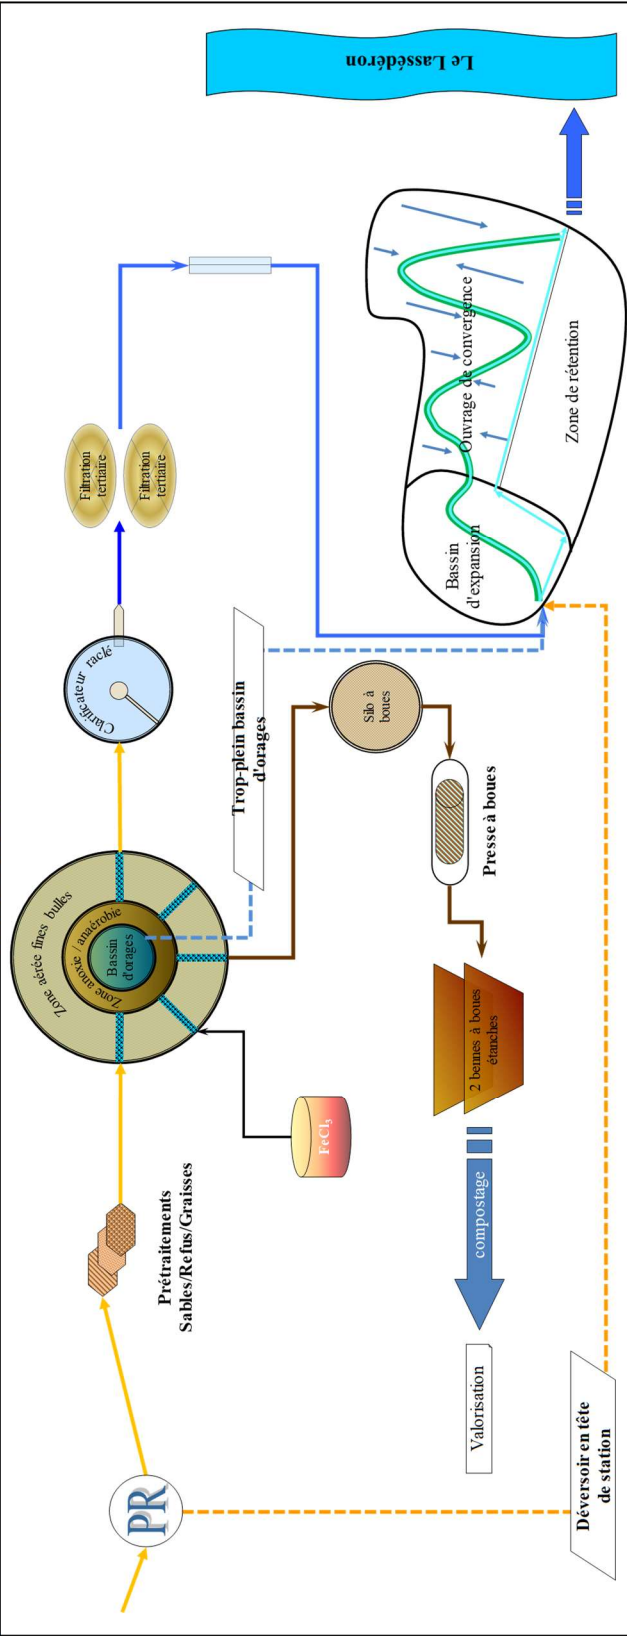 PR
Prétraitements
Sables/Refus/Graisses
Zone aérée fines bulles
Zone anoxie / anaérobie
Bassin
d'orages
FeCl3
Clarificateur raclé
Filtration
tertiaire
Filtration
tertiaire
Trop-plein bassin
d'orages
Silo à
boues
Presse à boues
2 bennes à boues
étanches
compostage
Valorisation
Déversoir en tête
de station
Bassin
d'expansion
Ouvrage de convergence
Zone de rétention
Le Lassédéron